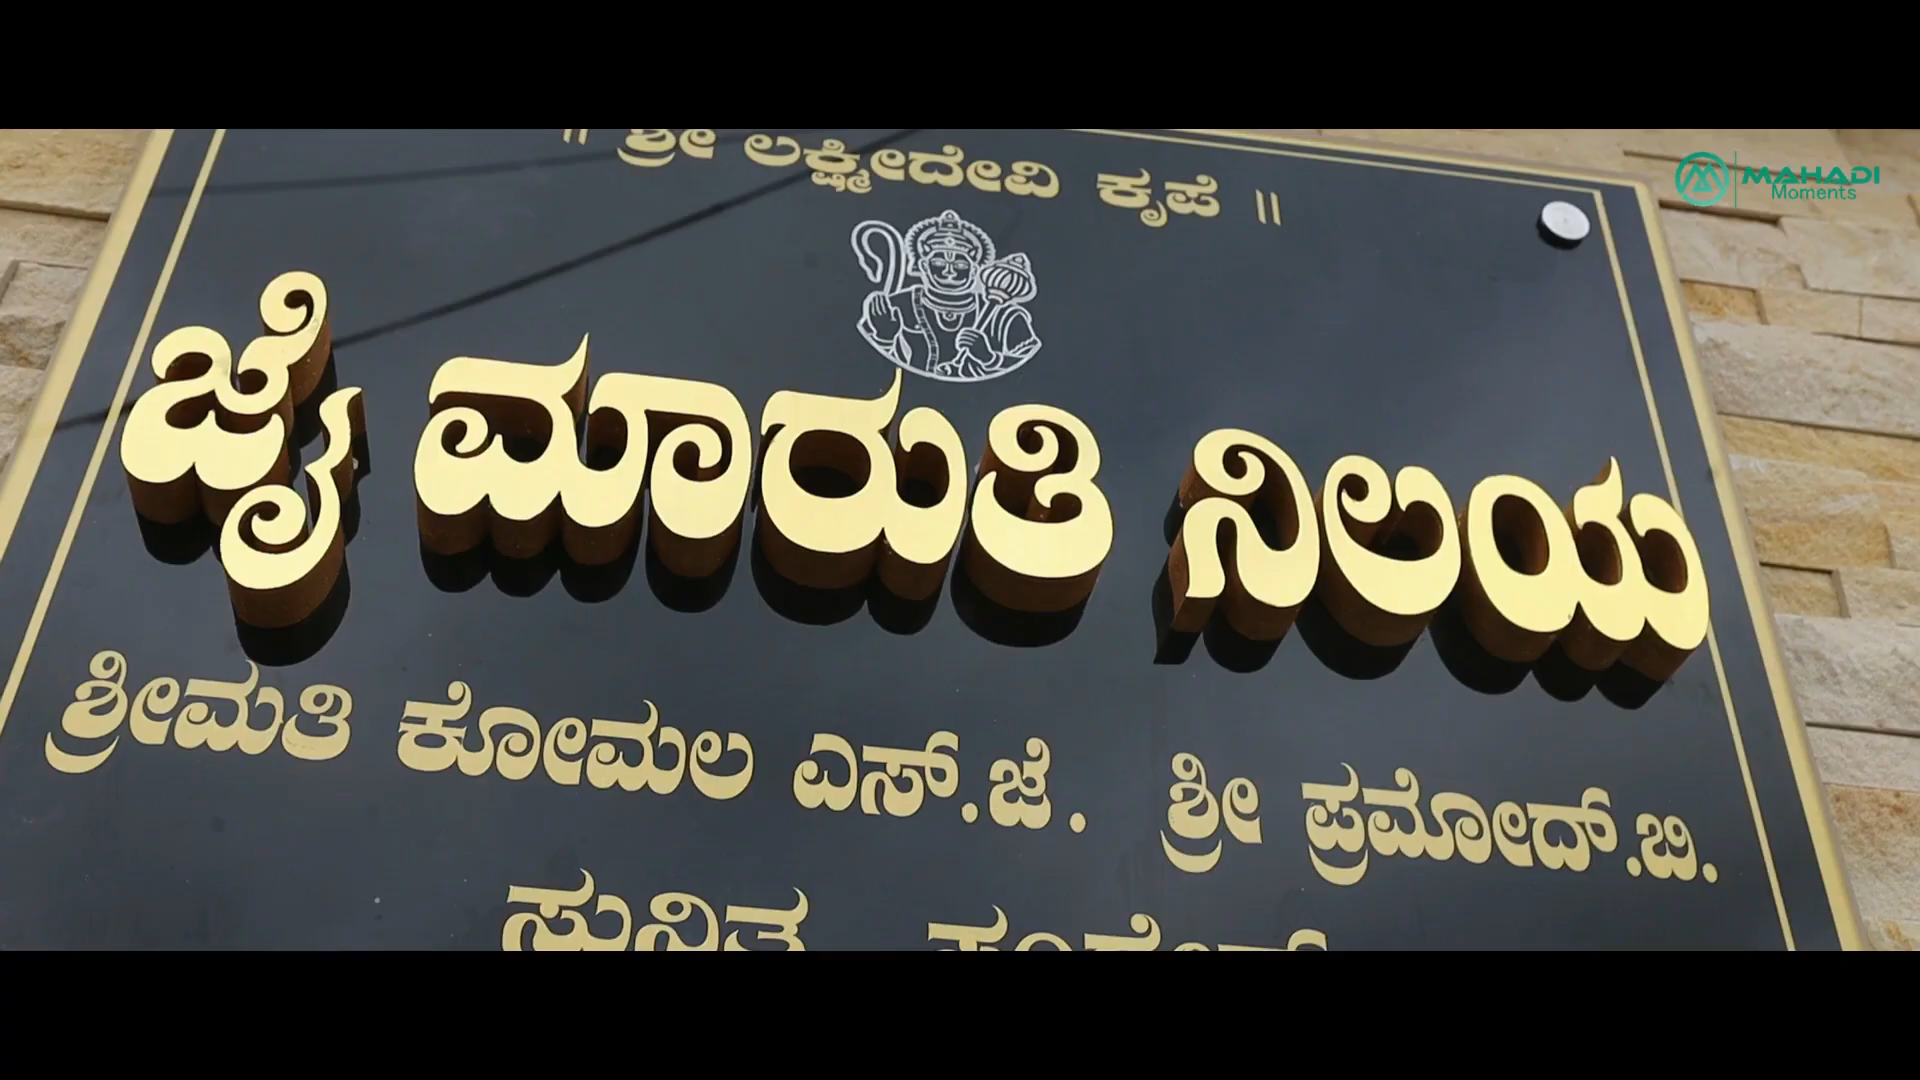 ॥ ಶ್ರೀ ಲಕ್ಷ್ಮೀದೇವಿ ಕೃಪೆ ॥
MAHADI
Moments
ಜೈ ಮಾರುತಿ ನಿಲಯ
ಶ್ರೀಮತಿ ಕೋಮಲ ಎಸ್.ಜೆ. ಶ್ರೀ ಪ್ರಮೋದ್.ಬಿ.